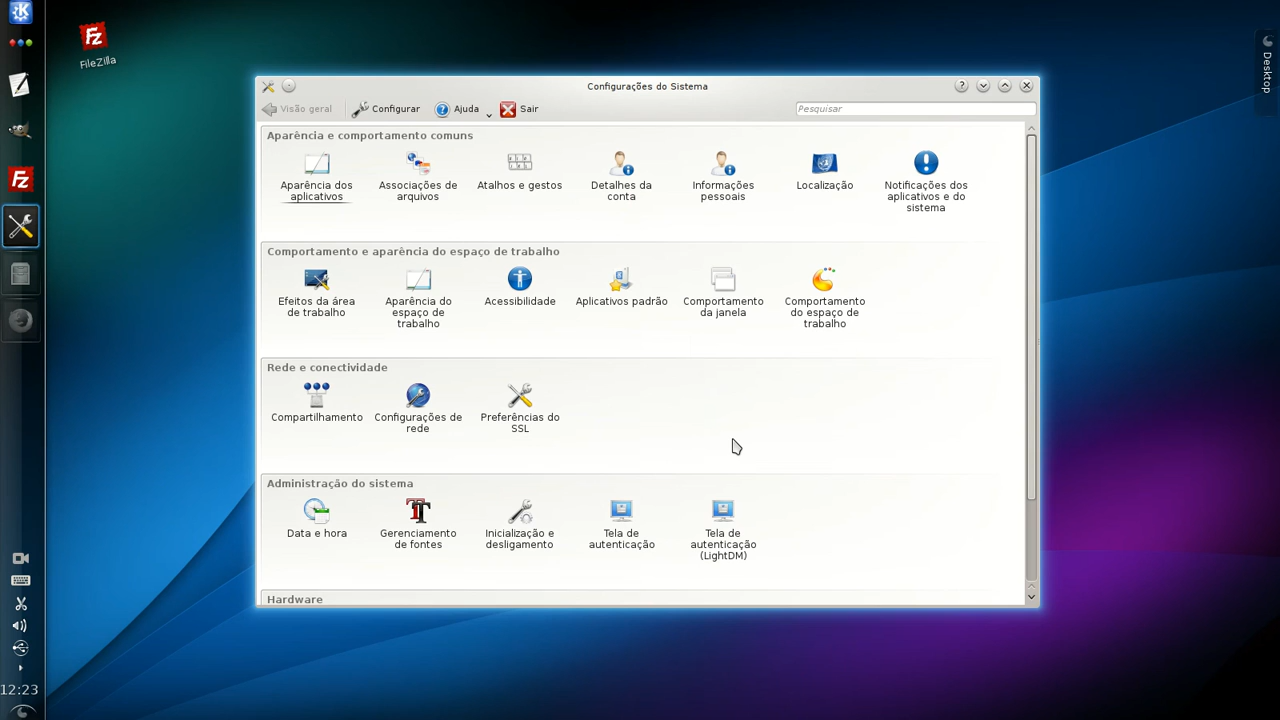 FileZilla
Desktop
Configurações do Sistema
Visão geral
Configurar
Ajuda
Sair
Pesquisar
Aparência e comportamento comuns
Aparência dos
aplicativos
Associações de
arquivos
Atalhos e gestos
Detalhes da
conta
Informações
pessoais
Localização
Notificações dos
aplicativos e do
sistema
Comportamento e aparência do espaço de trabalho
Efeitos da área
de trabalho
Aparência do
espaço de
trabalho
Acessibilidade
Aplicativos padrão
Comportamento
da janela
Comportamento
do espaço de
trabalho
Rede e conectividade
Compartilhamento
Configurações de
rede
Preferências do
SSL
Administração do sistema
Data e hora
Gerenciamento
de fontes
Inicialização e
desligamento
Tela de
autenticação
Tela de
autenticação
(LightDM)
Hardware
12:23